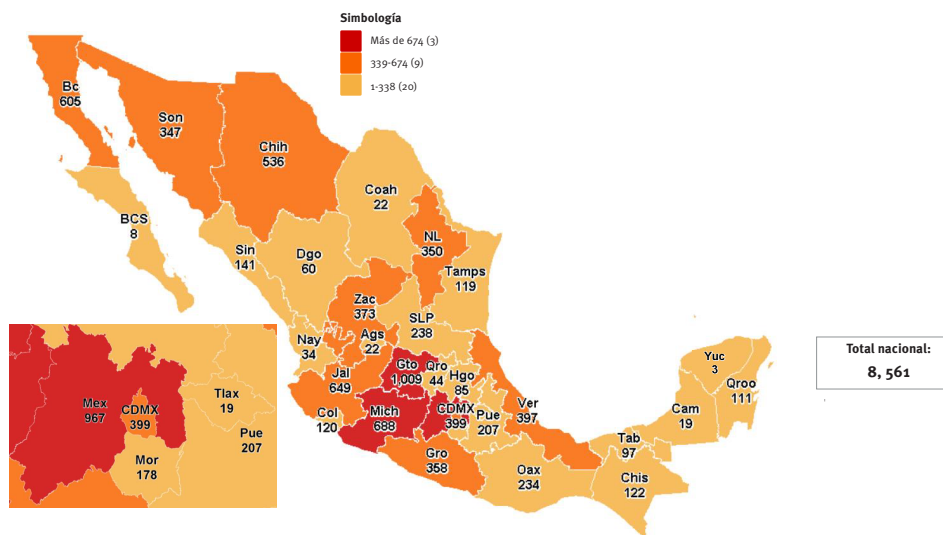 Simbología
Más de 674 (3)
339-674 (9)
1-338 (20)
Bc
605
Son
347
Chih
536
Coah
22
BCS
8
Sin
141
Dgo
60
NL
350
Tamps
119
Zac
373
SLP
238
Nay
34
Ags
22
Jal
649
Gto
1,009
Qro
44
Hgo
85
Col
120
Mich
688
CDMX
399
Pue
207
Ver
397
Gro
358
Oax
234
Tab
97
Chis
122
Cam
19
Yuc
3
Qroo
111
Total nacional:
8, 561
Mex
967
CDMX
399
Tlax
19
Pue
207
Mor
178